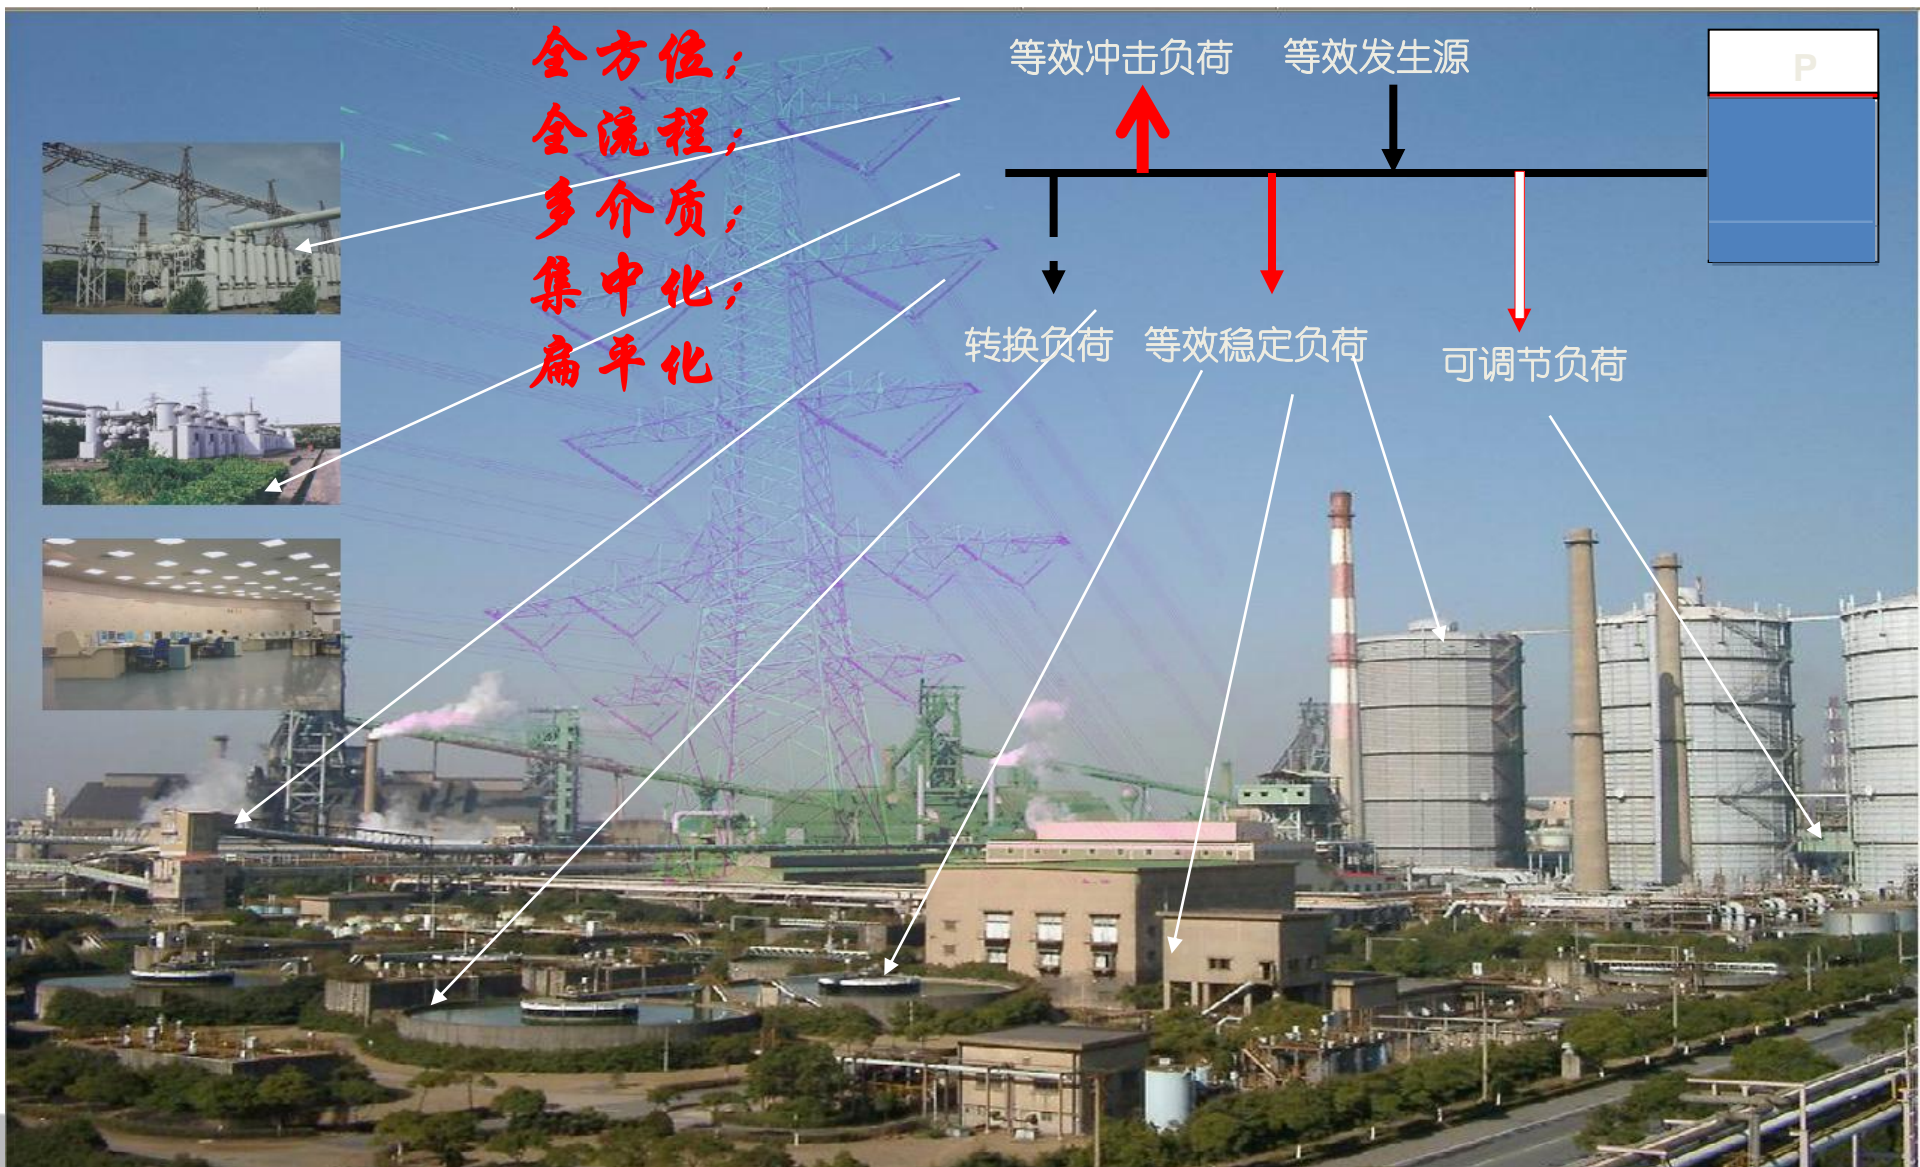 全方位；
全流程；
多介质；
集中化；
扁平化
等效冲击负荷
等效发生源
P
转换负荷
等效稳定负荷
可调节负荷